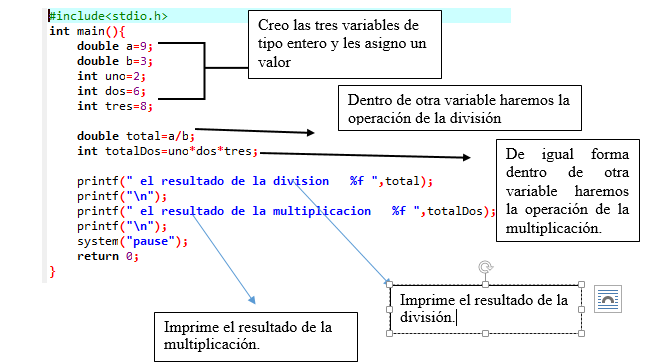 #include<stdio.h>
int main(){
double a=9;
double b=3;
int uno=2;
int dos=6;
int tres=8;
double total=a/b;
int totalDos=uno*dos*tres;
printf(" el resultado de la division   %f ",total);
printf("\n");
printf(" el resultado de la multiplicacion   %f ",totalDos);
printf("\n");
system("pause");
return 0;
}
Creo las tres variables de
tipo entero y les asigno un
valor
Dentro de otra variable haremos la
operación de la división
De igual forma
dentro de otra
variable haremos
la operación de la
multiplicación.
Imprime el resultado de la
división.
Imprime el resultado de la
multiplicación.